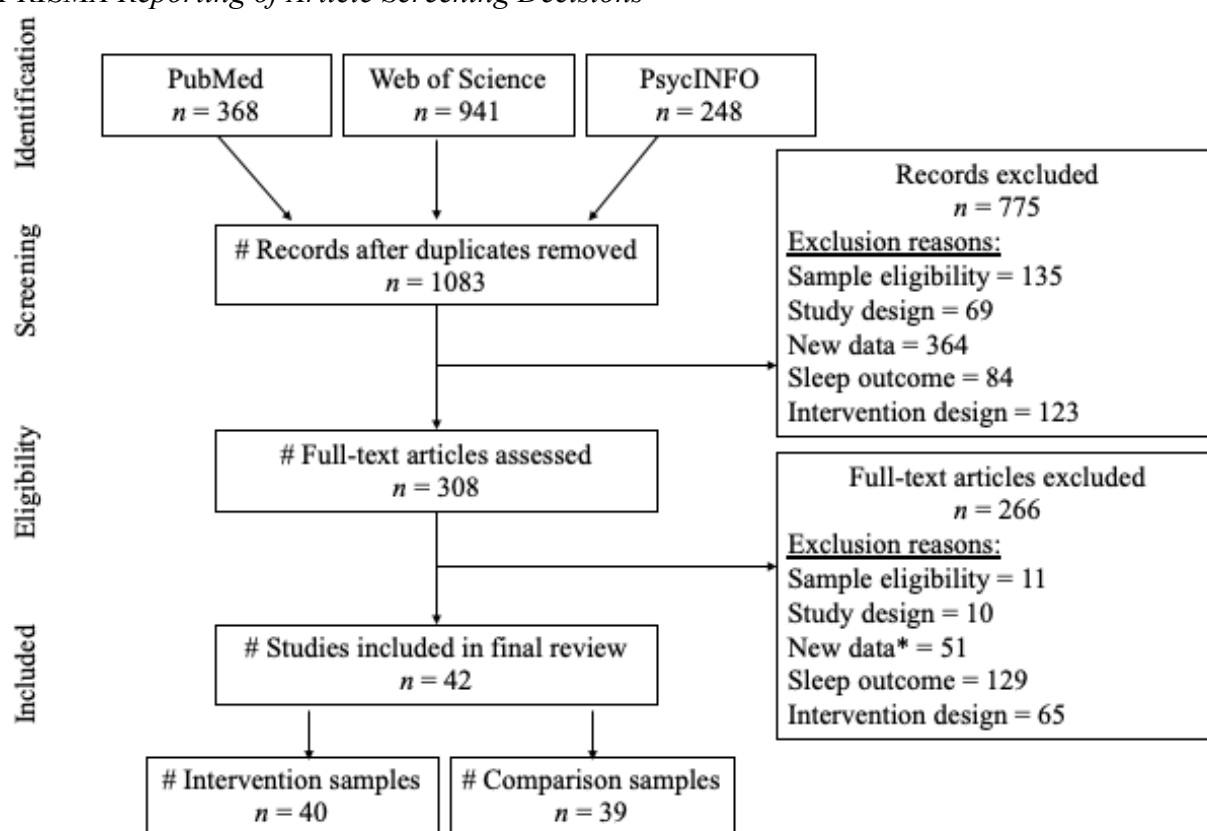 PRISMA Reporting of Article Screening Decisions
Identification
PubMed
n = 368
Web of Science
n = 941
PsycINFO
n = 248
Screening
# Records after duplicates removed
n = 1083
Records excluded
n = 775
Exclusion reasons:
Sample eligibility = 135
Study design = 69
New data = 364
Sleep outcome = 84
Intervention design = 123
Eligibility
# Full-text articles assessed
n = 308
Full-text articles excluded
n = 266
Exclusion reasons:
Sample eligibility = 11
Study design = 10
New data* = 51
Sleep outcome = 129
Intervention design = 65
Included
# Studies included in final review
n = 42
# Intervention samples
n = 40
# Comparison samples
n = 39